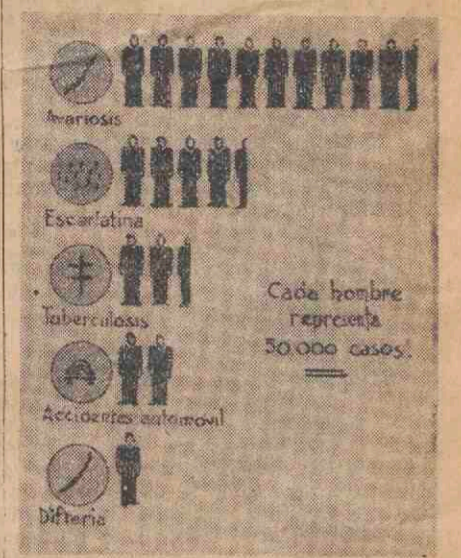 Avariosis
Escarlatina
Tuberculosis
Accidentes automovil
Difteria
Cada hombre
representa
50.000 casos.